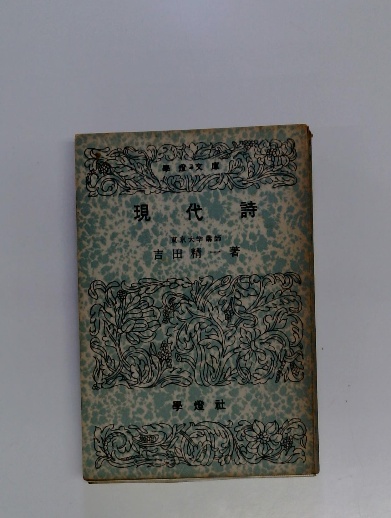 學燈文庫
現代詩
東京大学講師
吉田精一著
學燈社